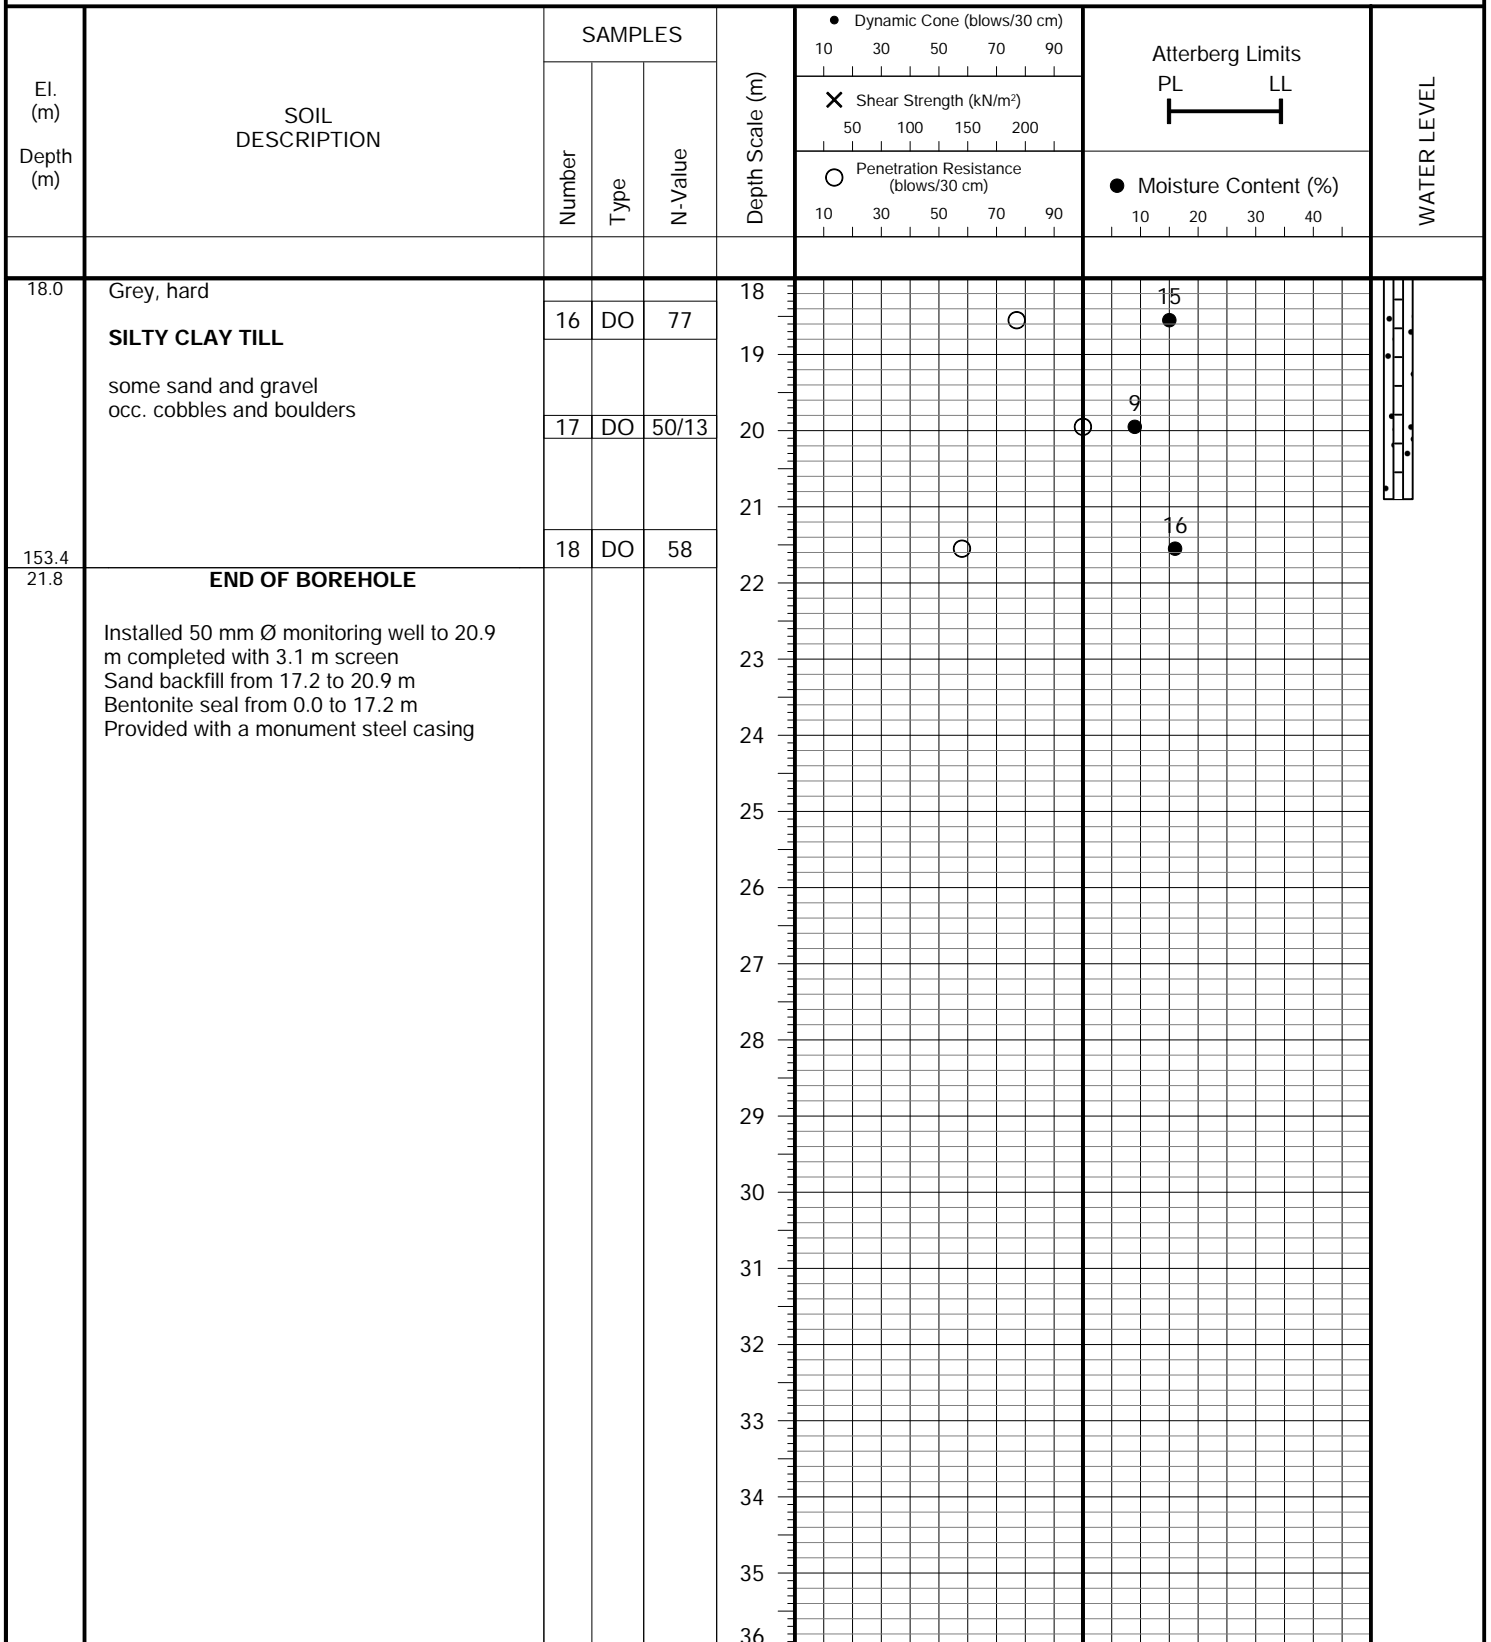 El.
(m)
Depth
(m)
SOIL
DESCRIPTION
SAMPLES
Number
Type
N-Value
Depth Scale (m)
Dynamic Cone (blows/30 cm)
10 30 50 70 90
Shear Strength (kN/m²)
50 100 150 200
Penetration Resistance
(blows/30 cm)
10 30 50 70 90
Atterberg Limits
PL LL
Moisture Content (%)
10 20 30 40
WATER LEVEL
18.0 Grey, hard 18
15
16 DO 77
SILTY CLAY TILL
19
some sand and gravel
occ. cobbles and boulders
9
17 DO 50/13 20
21
16
18 DO 58
153.4
21.8 END OF BOREHOLE 22
Installed 50 mm Ø monitoring well to 20.9
m completed with 3.1 m screen 23
Sand backfill from 17.2 to 20.9 m
Bentonite seal from 0.0 to 17.2 m
Provided with a monument steel casing 24
25
26
27
28
29
30
31
32
33
34
35
36